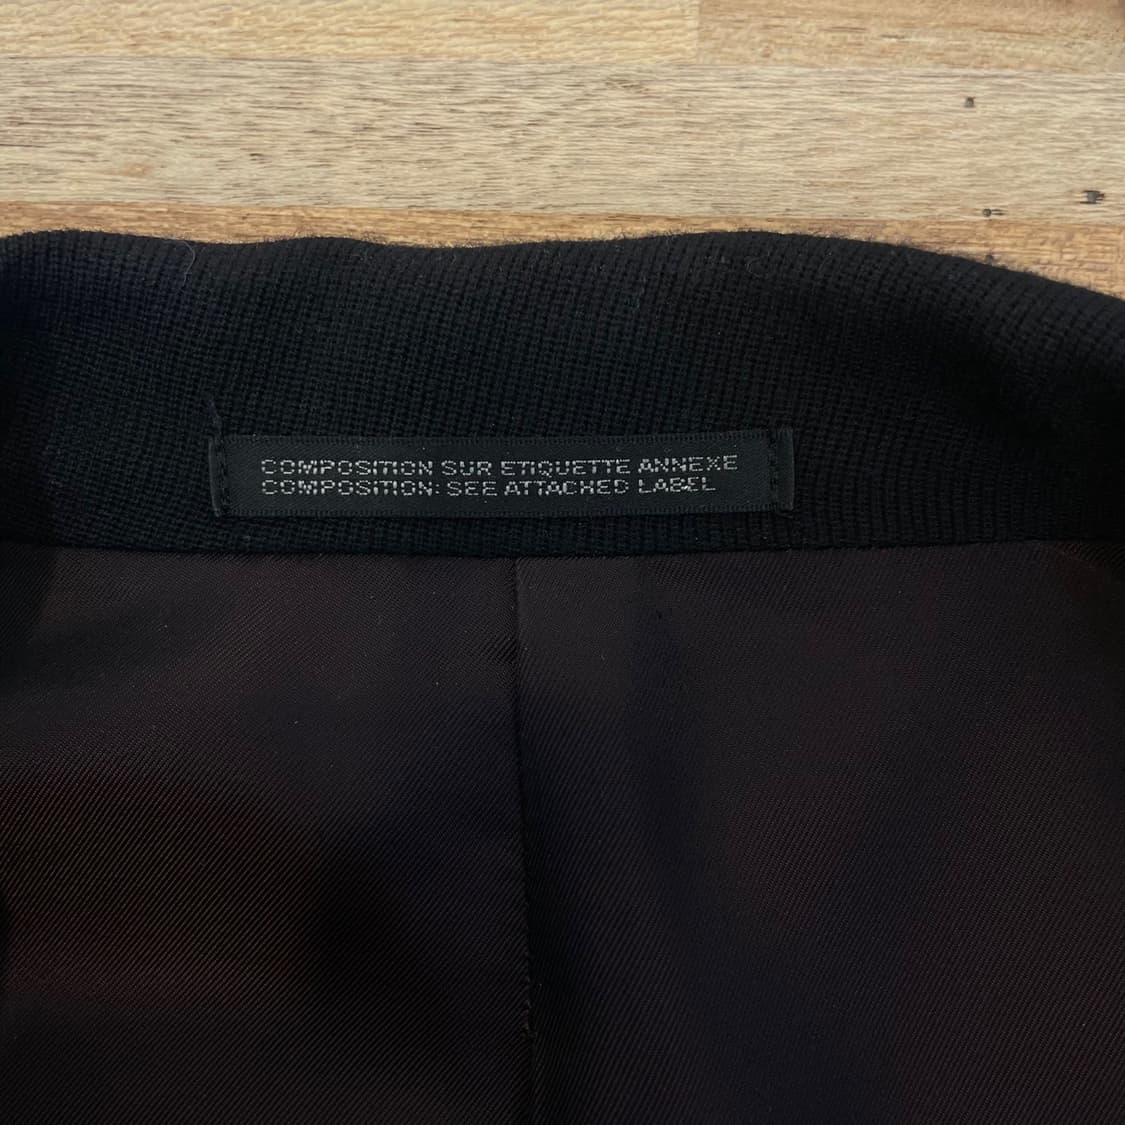 COMPOSITION SUR ETIQUETTE ANNEXE
COMPOSITION: SEE ATTACHED LABEL